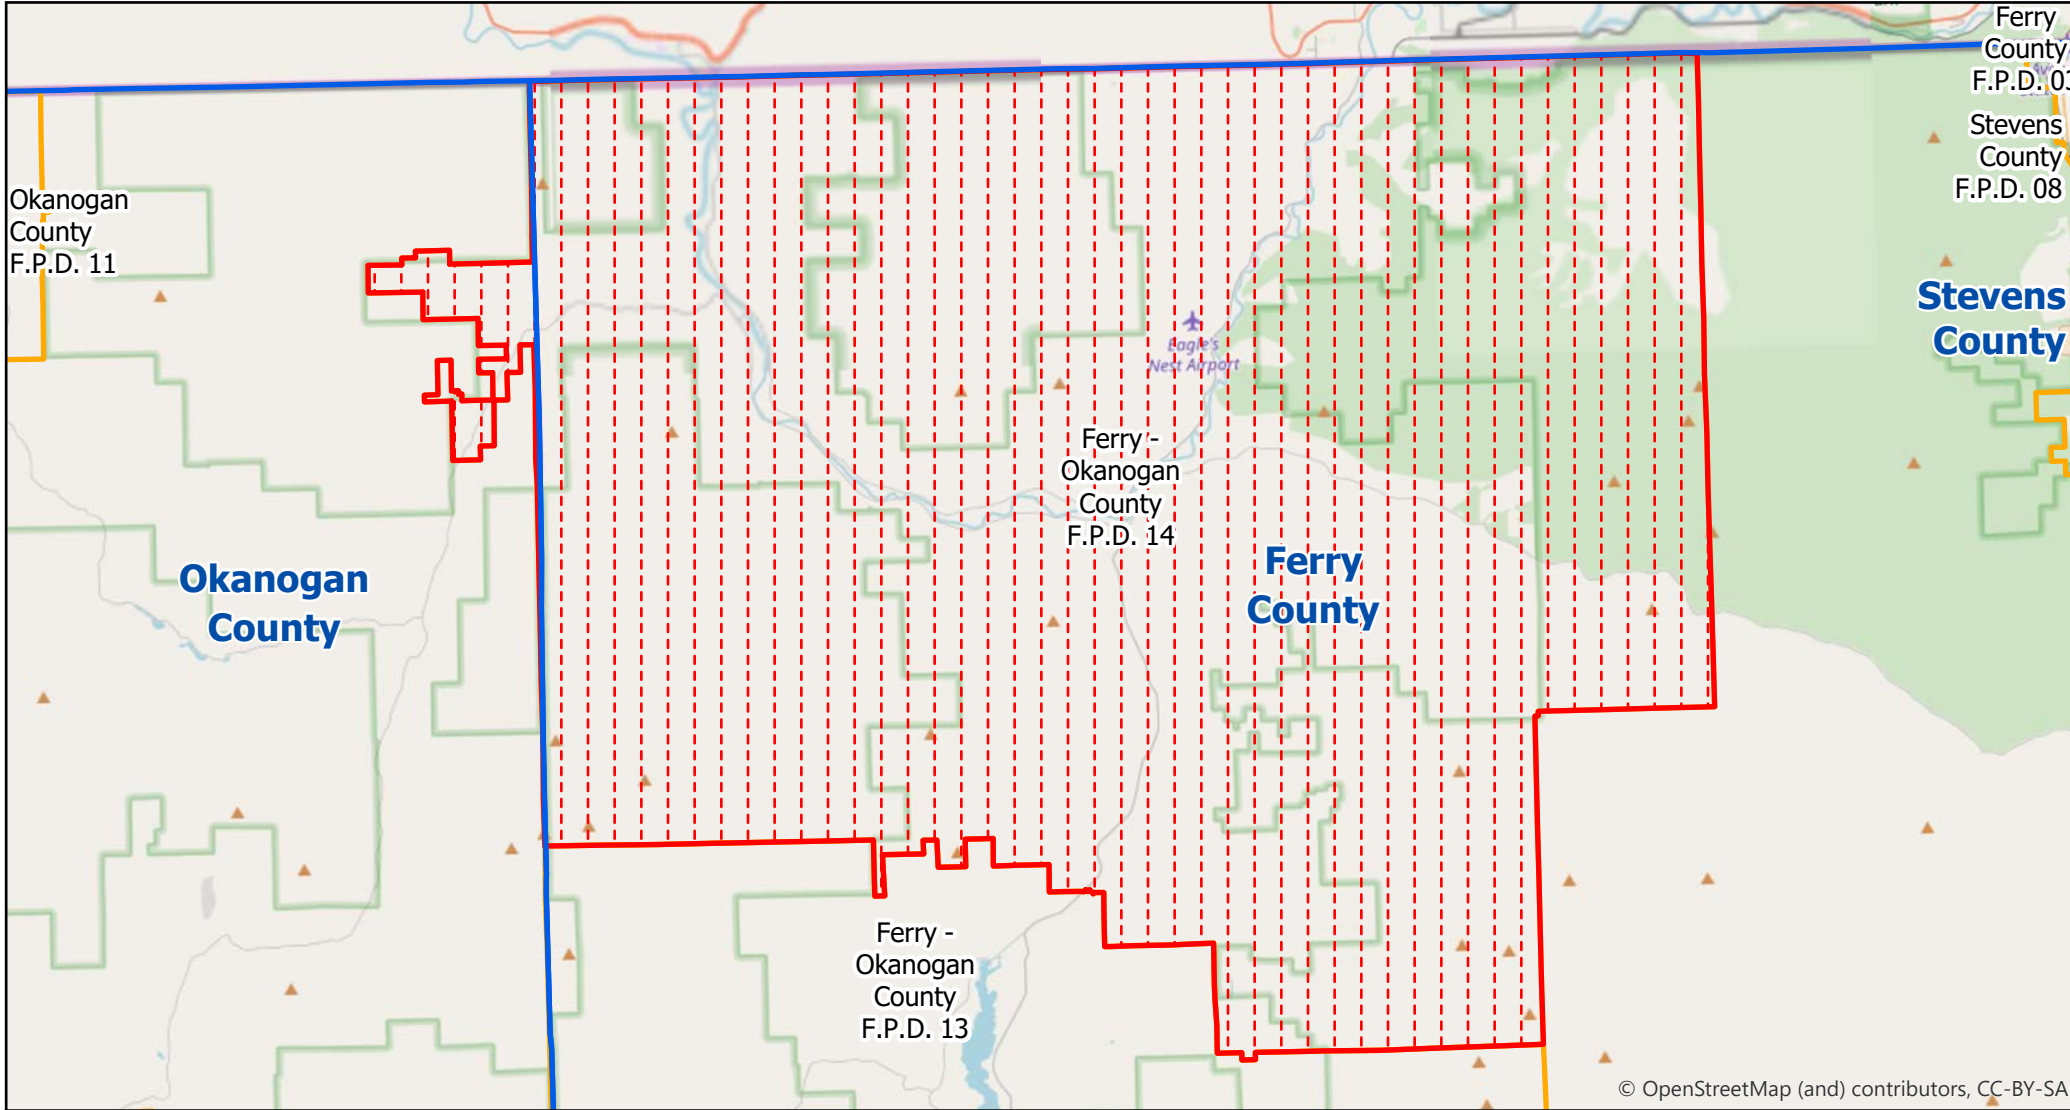 Ferry
County
F.P.D. 03
Stevens
County
F.P.D. 08
Okanogan
County
F.P.D. 11
Stevens
County
Eagle's
Nest Airport
Ferry -
Okanogan
County
F.P.D. 14
Okanogan
County
Ferry
County
Ferry -
Okanogan
County
F.P.D. 13
© OpenStreetMap (and) contributors, CC-BY-SA